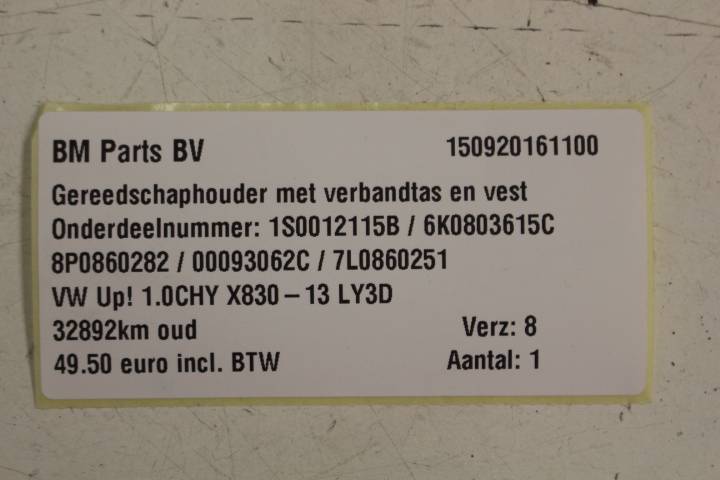 BM Parts BV 150920161100
Gereedschaphouder met verbandtas en vest
Onderdeelnummer: 1S0012115B / 6K0803615C
8P0860282 / 00093062C / 7L0860251
VW Up! 1.0CHY X830 – 13 LY3D
32892km oud Verz: 8
49.50 euro incl. BTW Aantal: 1